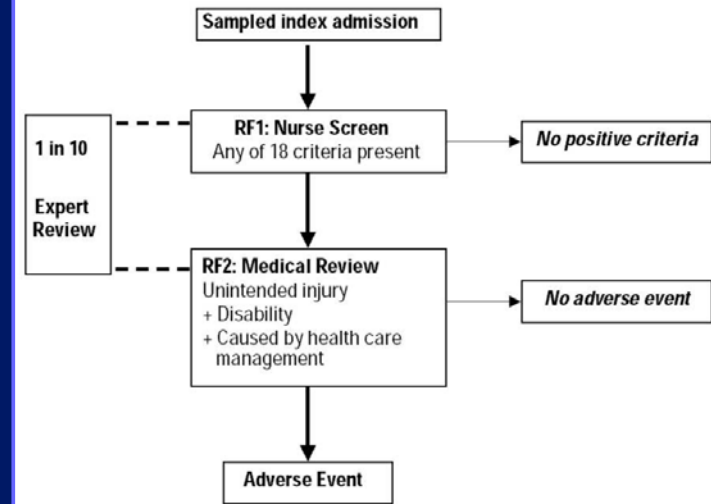 Sampled index admission
RF1: Nurse Screen
Any of 18 criteria present
No positive criteria
1 in 10
Expert
Review
RF2: Medical Review
Unintended injury
+ Disability
+ Caused by health care
management
No adverse event
Adverse Event